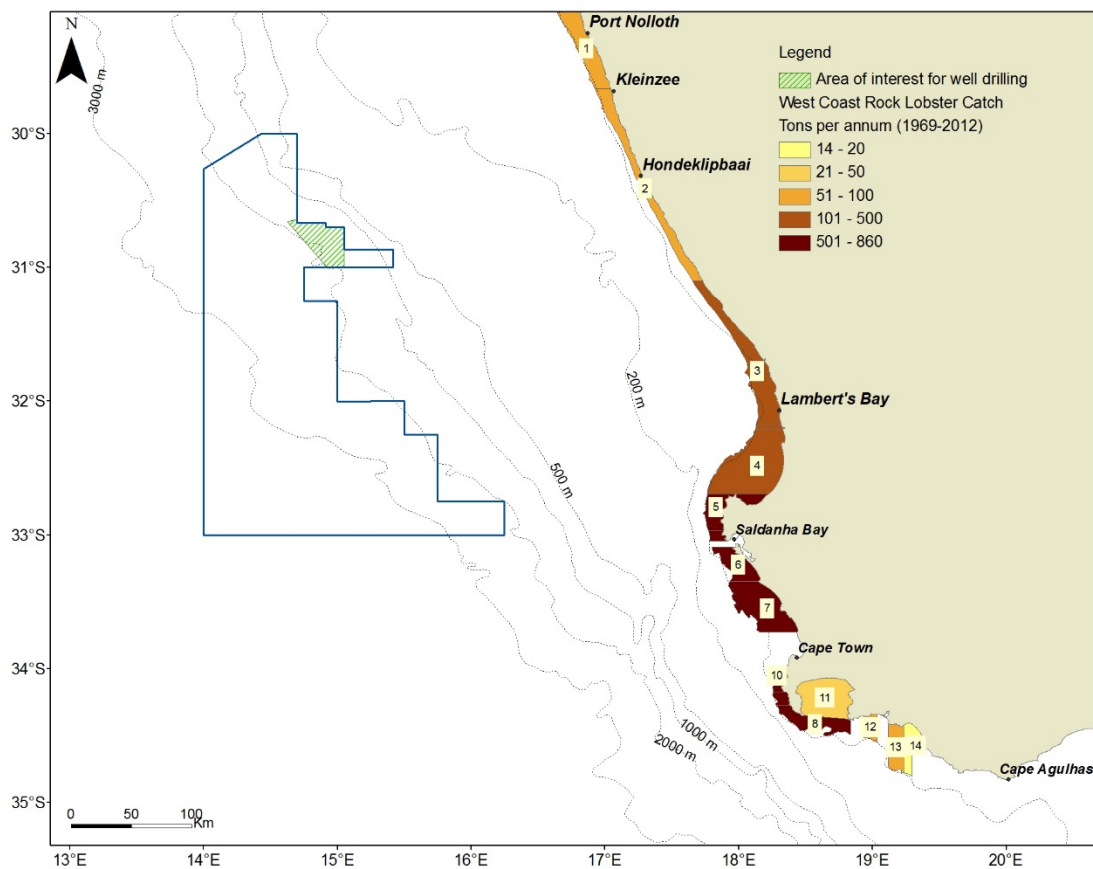 N
Port Nolloth
1
Legend
3000 m
Kleinzee
Area of interest for well drilling
West Coast Rock Lobster Catch
Tons per annum (1969-2012)
14 - 20
21 - 50
51 - 100
101 - 500
501 - 860
30°S
Hondeklipbaai
2
31°S
3
200 m
32°S
Lambert's Bay
4
500 m
5
33°S
Saldanha Bay
6
7
34°S
Cape Town
10
11
1000 m
8
12
2000 m
13
14
Cape Agulhas
35°S
0 50 100
Km
13°E 14°E 15°E 16°E 17°E 18°E 19°E 20°E